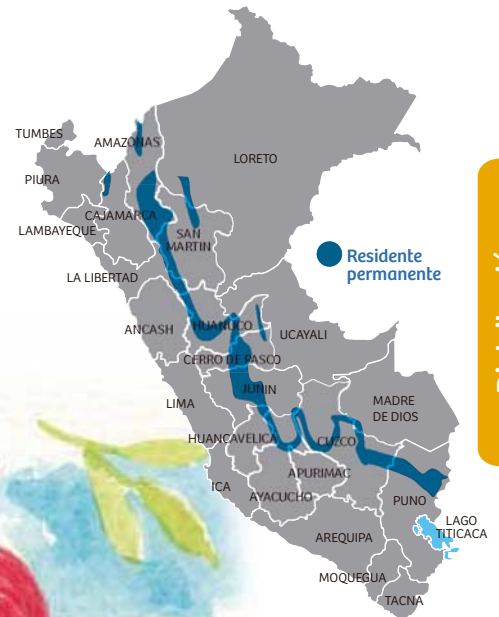 TUMBES
AMAZONAS
LORETO
PIURA
CAJAMARCA
LAMBAYEQUE
SAN
MARTIN
Residente
permanente
LA LIBERTAD
ANCASH
HUANUCO
UCAYALI
CERRO DE PASCO
JUNIN
LIMA
MADRE
DE DIOS
HUANCAVELICA
CUZCO
APURIMAC
ICA
AYACUCHO
PUNO
LAGO
TITICACA
AREQUIPA
MOQUEGUA
TACNA